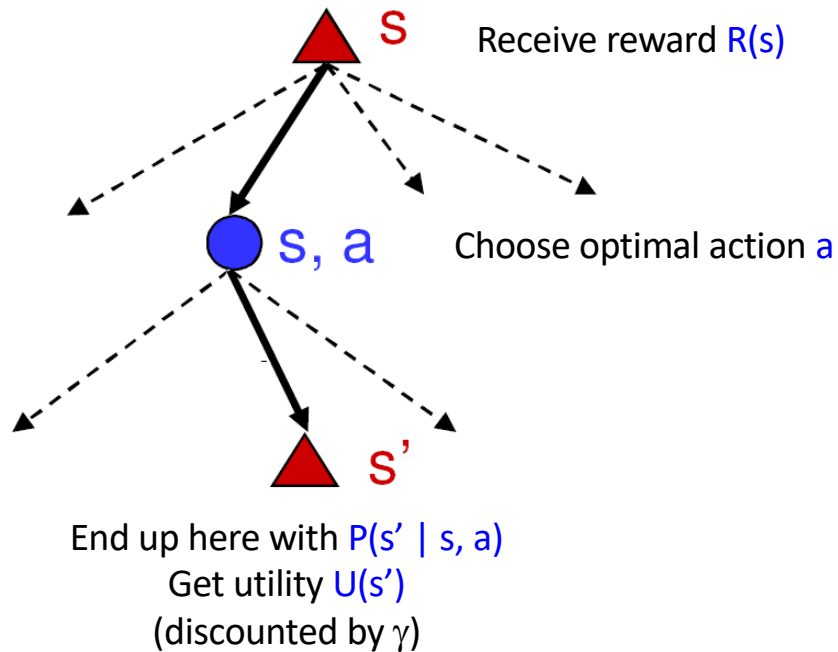 s
Receive reward R(s)
s, a
Choose optimal action a
s’
End up here with P(s’ | s, a)
Get utility U(s’)
(discounted by γ)